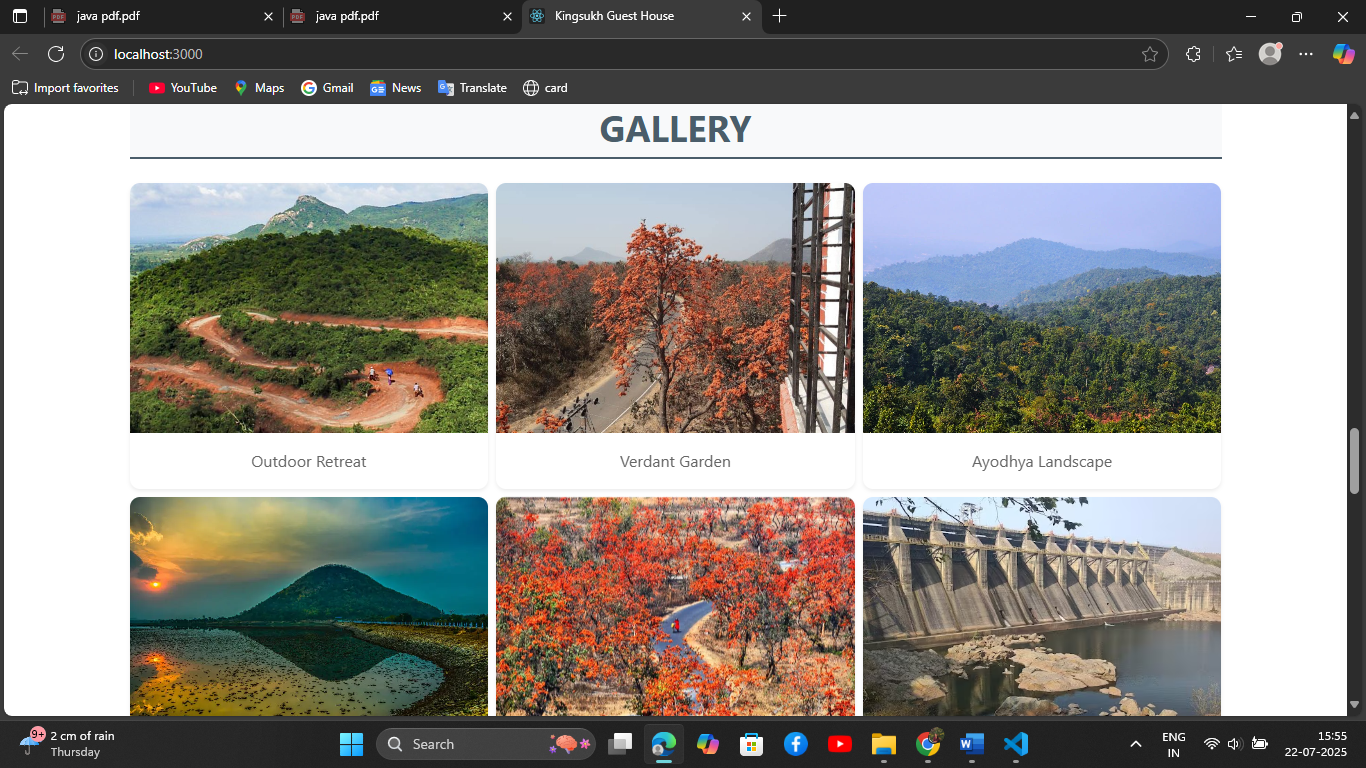 java pdf.pdf
java pdf.pdf
Kingsukh Guest House
localhost:3000
Import favorites
YouTube
Maps
Gmail
News
Translate
card
GALLERY
Outdoor Retreat
Verdant Garden
Ayodhya Landscape
9+
2 cm of rain
Thursday
Search
ENG
IN
15:55
22-07-2025